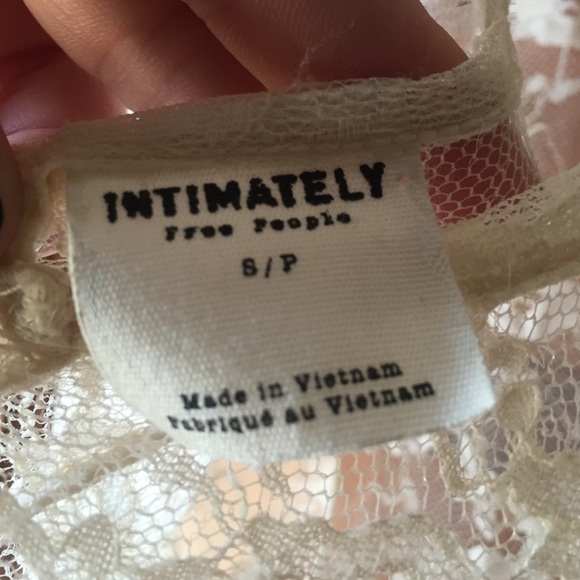 INTIMATELY
Free People
S/P
Made in Vietnam
Fabriqué au Vietnam